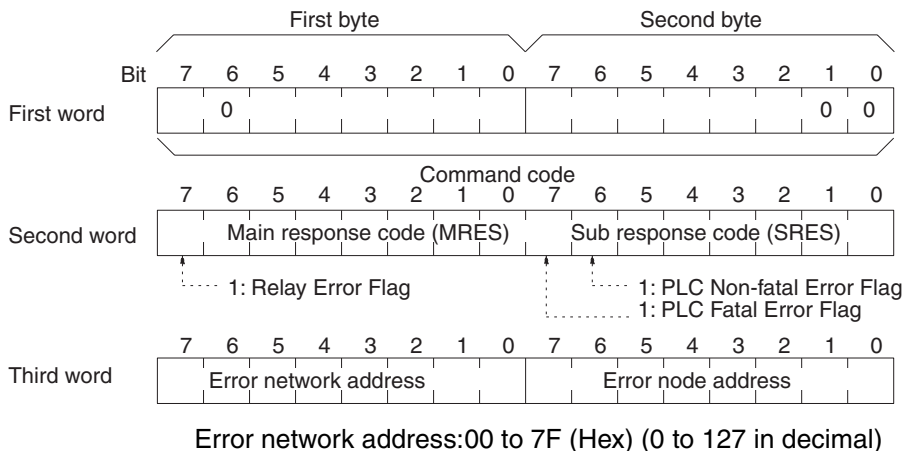 First byte Second byte
Bit 7 6 5 4 3 2 1 0 7 6 5 4 3 2 1 0
First word 0 0 0
Command code
7 6 5 4 3 2 1 0 7 6 5 4 3 2 1 0
Second word Main response code (MRES) Sub response code (SRES)
1: Relay Error Flag 1: PLC Non-fatal Error Flag
1: PLC Fatal Error Flag
7 6 5 4 3 2 1 0 7 6 5 4 3 2 1 0
Third word Error network address Error node address
Error network address:00 to 7F (Hex) (0 to 127 in decimal)